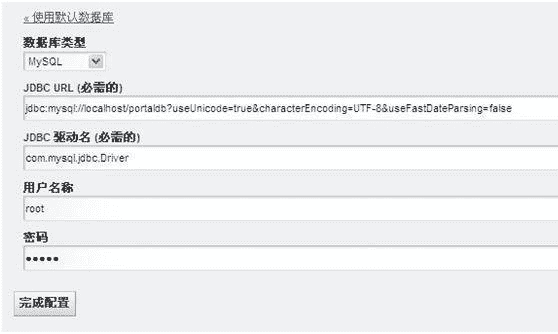 « 使用默认数据库
数据库类型
MySQL
JDBC URL (必需的)
jdbc:mysql://localhost/portaldb?useUnicode=true&characterEncoding=UTF-8&useFastDateParsing=false
JDBC 驱动名 (必需的)
com.mysql.jdbc.Driver
用户名称
root
密码
●●●●●
完成配置